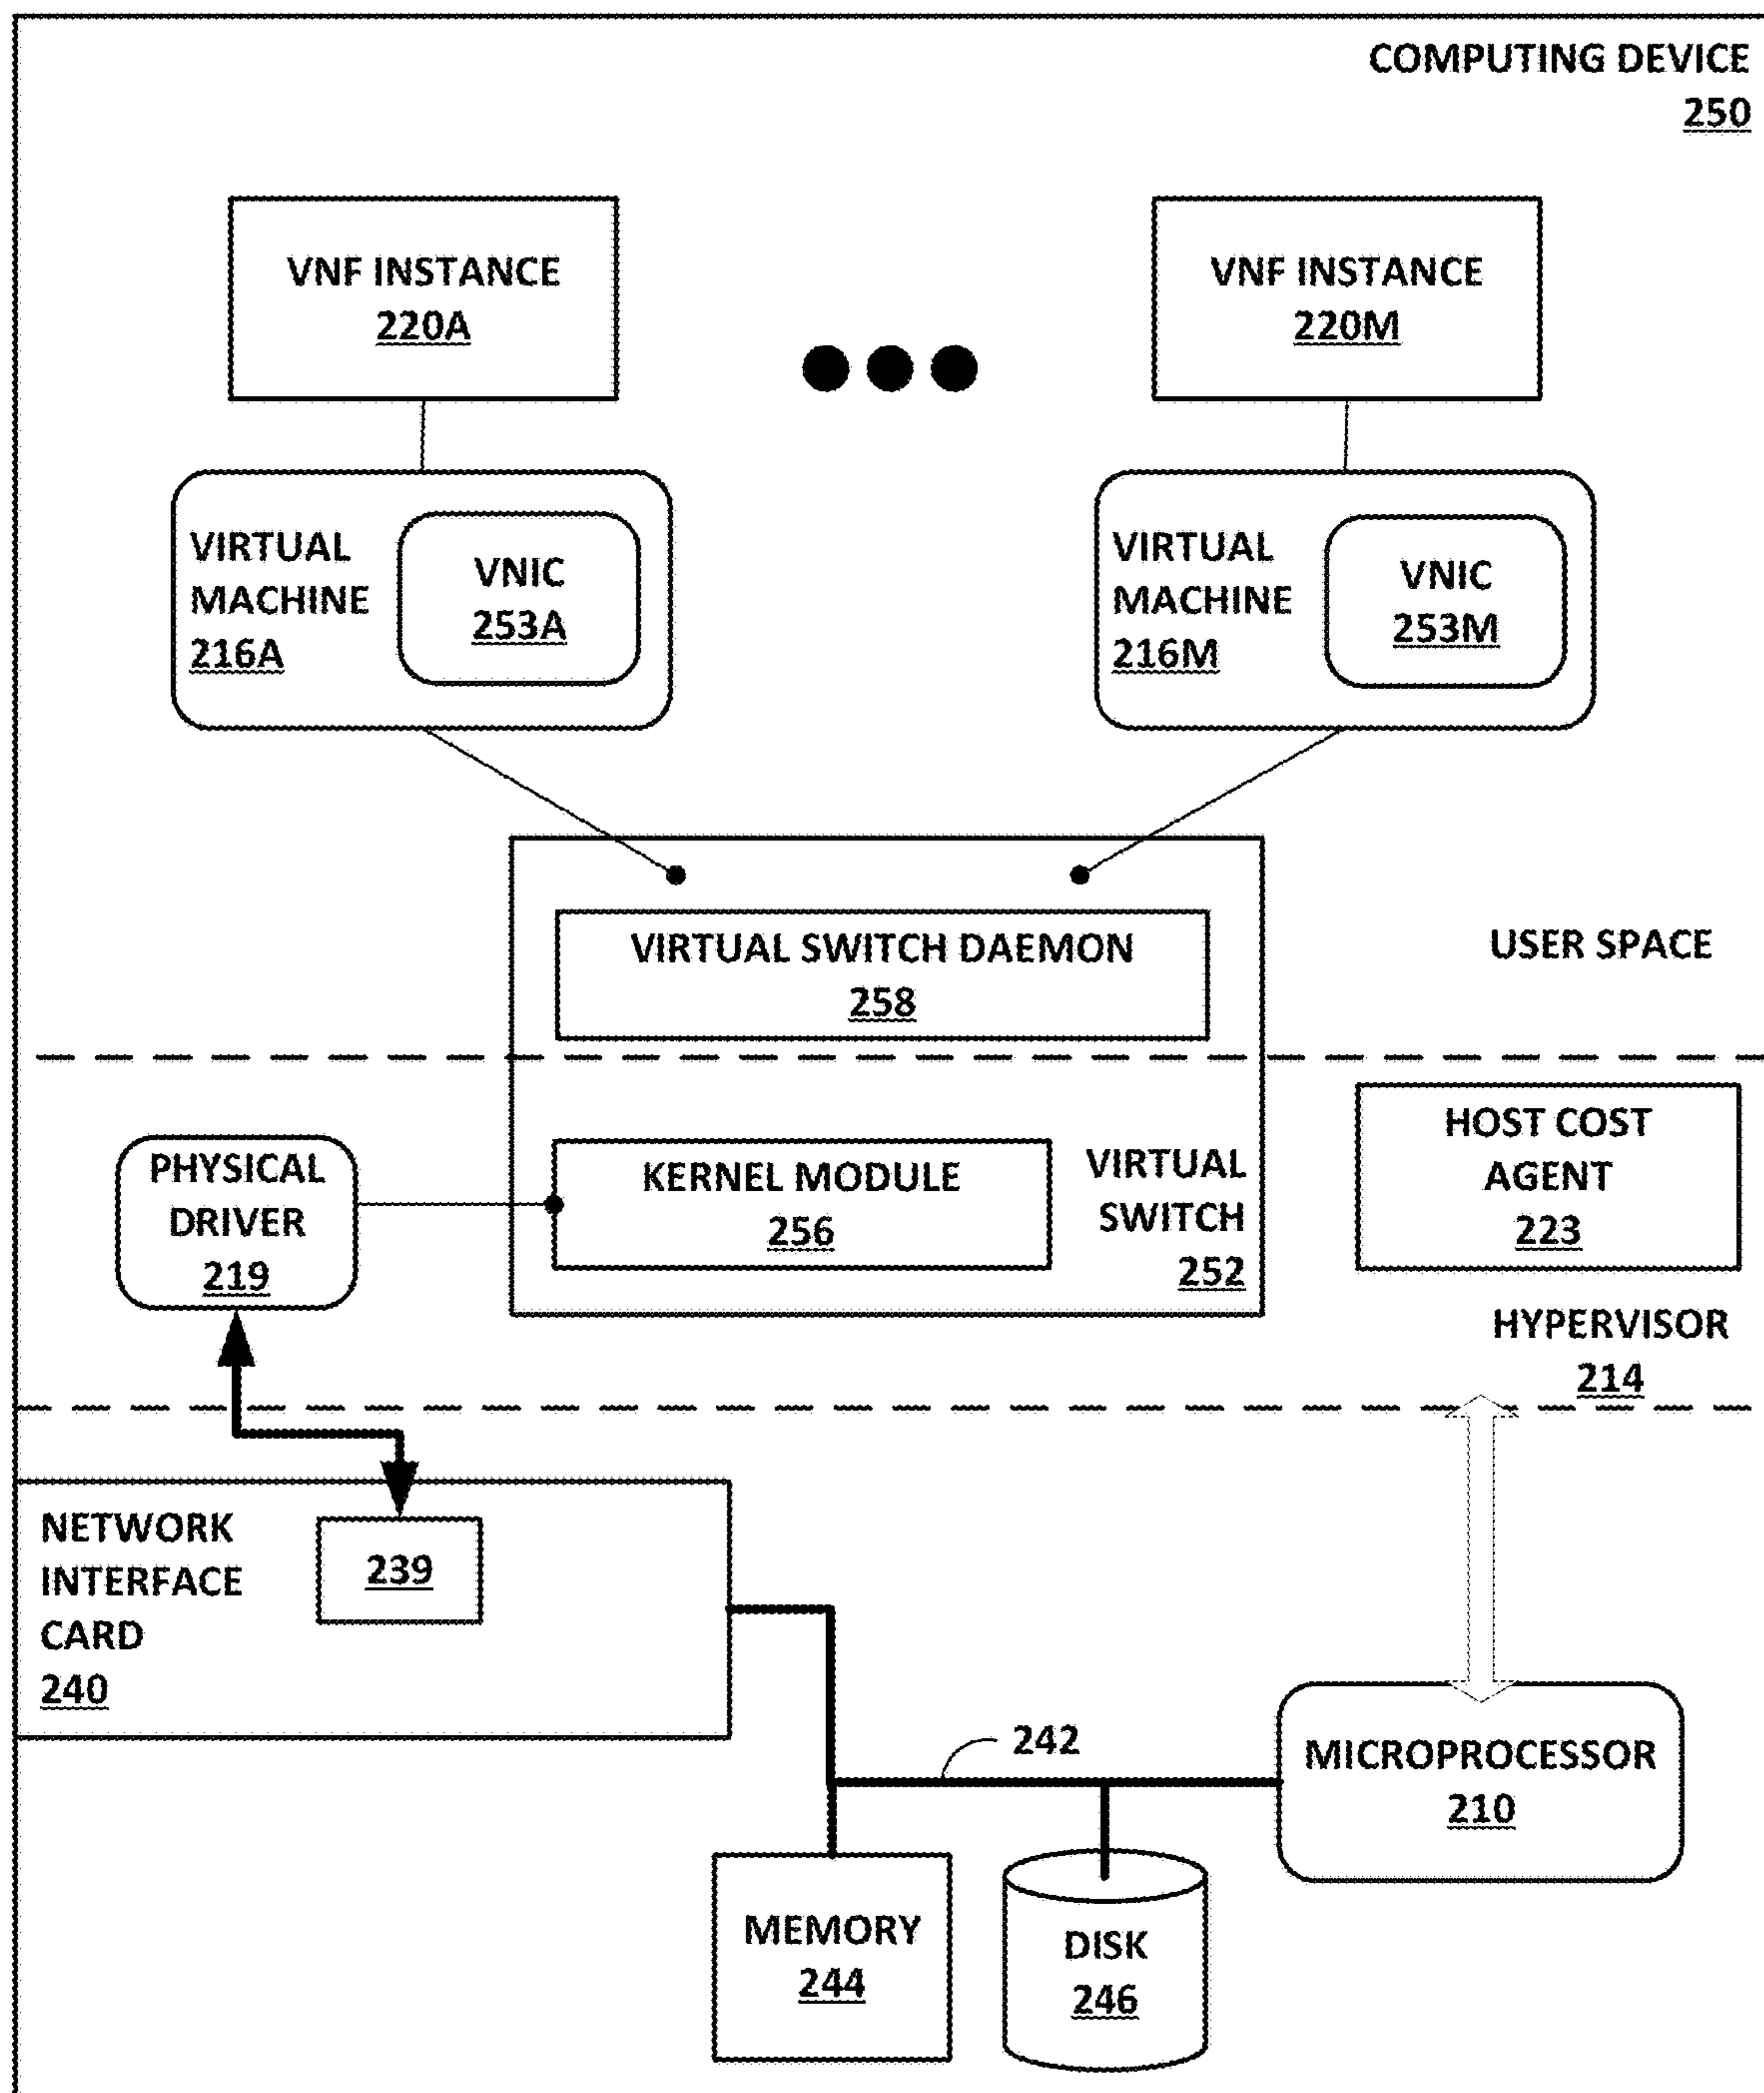 COMPUTING DEVICE
250
VNF INSTANCE
220A
VNF INSTANCE
220M
VIRTUAL
MACHINE
216A
VNIC
253A
VIRTUAL
MACHINE
216M
VNIC
253M
VIRTUAL SWITCH DAEMON
258
USER SPACE
PHYSICAL
DRIVER
219
KERNEL MODULE
256
VIRTUAL
SWITCH
252
HOST COST
AGENT
223
HYPERVISOR
214
NETWORK
INTERFACE
CARD
240
239
242
MICROPROCESSOR
210
MEMORY
244
DISK
246